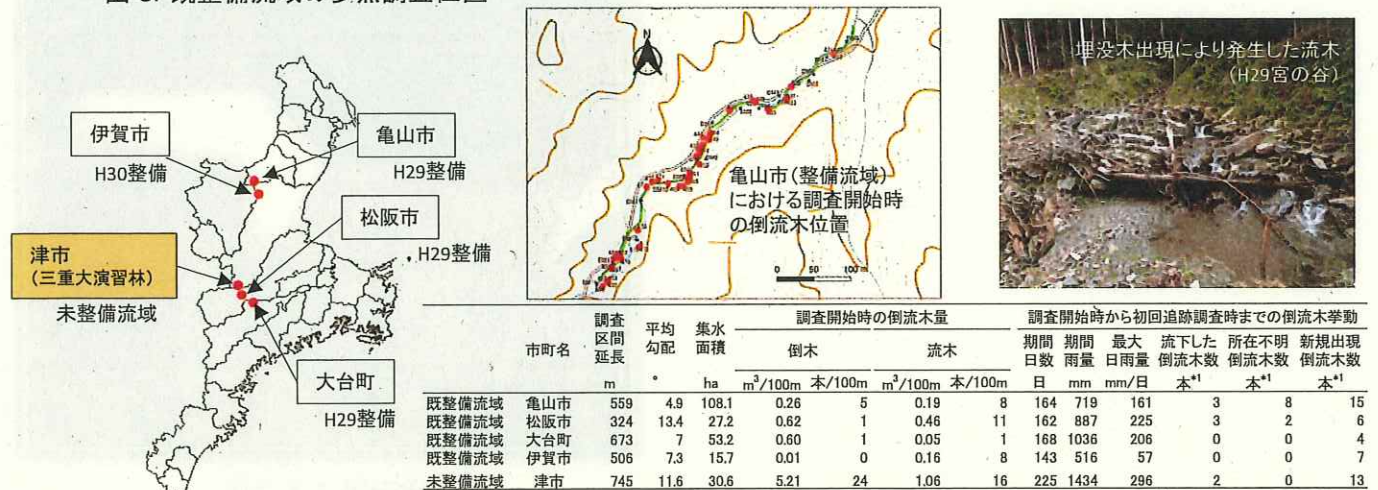 図 3. 既整備流域の多点調査位置
伊賀市
H30整備
亀山市
H29整備
松阪市
H29整備
津市
(三重大演習林)
未整備流域
大台町
H29整備
N
亀山市(整備流域)
における調査開始時
の倒流木位置
0 100 m
埋没木出現により発生した流木
(H29宮の谷)
市町名 調査区間延長 平均勾配 集水面積 調査開始時の倒流木量 調査開始時から初回追跡調査時までの倒流木挙動
倒木 流木 期間日数 期間雨量 最大日雨量 流下した倒流木数 所在不明倒流木数 新規出現倒流木数
m ° ha m³/100m 本/100m m³/100m 本/100m 日 mm mm/日 本*1 本*1 本*1
既整備流域 亀山市 559 4.9 108.1 0.26 5 0.19 8 164 719 161 3 8 15
既整備流域 松阪市 324 13.4 27.2 0.62 1 0.46 11 162 887 225 3 2 6
既整備流域 大台町 673 7 53.2 0.60 1 0.05 1 168 1036 206 0 0 4
既整備流域 伊賀市 506 7.3 15.7 0.01 0 0.16 8 143 516 57 0 0 7
未整備流域 津市 745 11.6 30.6 5.21 24 1.06 16 225 1434 296 2 0 13